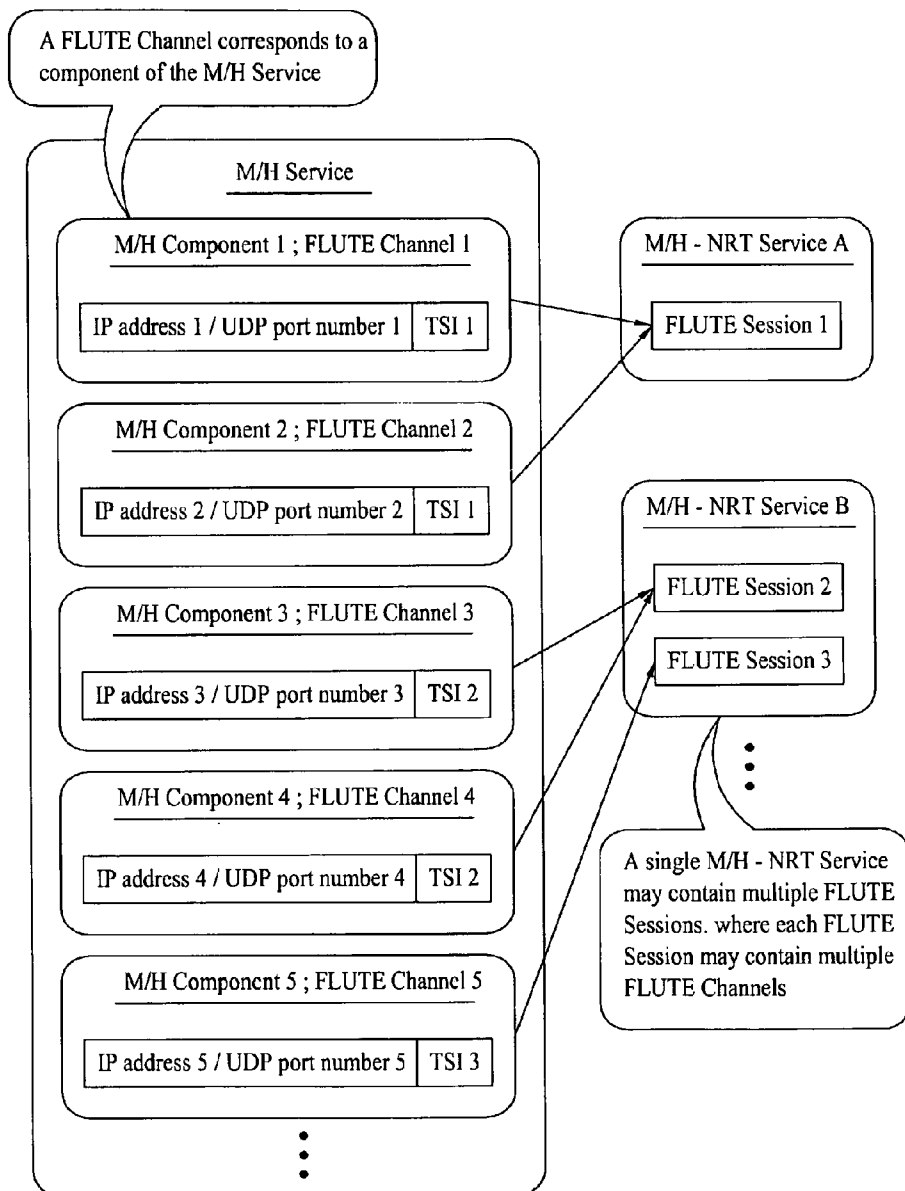 A FLUTE Channel corresponds to a
component of the M/H Service
M/H Service
M/H Component 1 ; FLUTE Channel 1
IP address 1 / UDP port number 1 TSI 1
M/H Component 2 ; FLUTE Channel 2
IP address 2 / UDP port number 2 TSI 1
M/H Component 3 ; FLUTE Channel 3
IP address 3 / UDP port number 3 TSI 2
M/H Component 4 ; FLUTE Channel 4
IP address 4 / UDP port number 4 TSI 2
M/H Component 5 ; FLUTE Channel 5
IP address 5 / UDP port number 5 TSI 3
M/H - NRT Service A
FLUTE Session 1
M/H - NRT Service B
FLUTE Session 2
FLUTE Session 3
A single M/H - NRT Service
may contain multiple FLUTE
Sessions. where each FLUTE
Session may contain multiple
FLUTE Channels